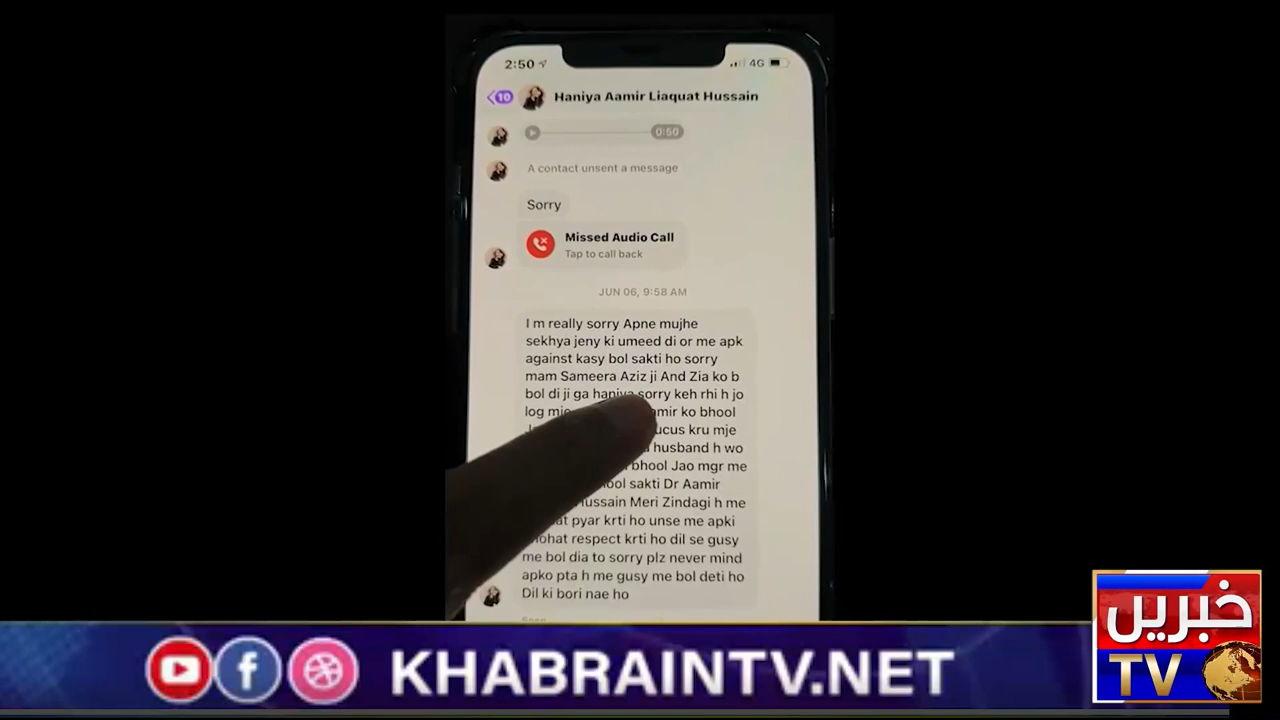 2:50
4G
10
Haniya Aamir Liaquat Hussain
0:50
A contact unsent a message
Sorry
Missed Audio Call
Tap to call back
JUN 06, 9:58 AM
I m really sorry Apne mujhe
sekhya jeny ki umeed di or me apk
against kasy bol sakti ho sorry
mam Sameera Aziz ji And Zia ko b
bol di ji ga haniya sorry keh rhi h jo
log ko bhool
kru mje
husband h wo
bhool Jao mgr me
sakti Dr Aamir
Meri Zindagi h me
pyar krti ho unse me apki
respect krti ho dil se gusy
me bol dia to sorry plz never mind
apko pta h me gusy me bol deti ho
Dil ki bori nae ho
KHABRAINTV.NET
خبریں
TV